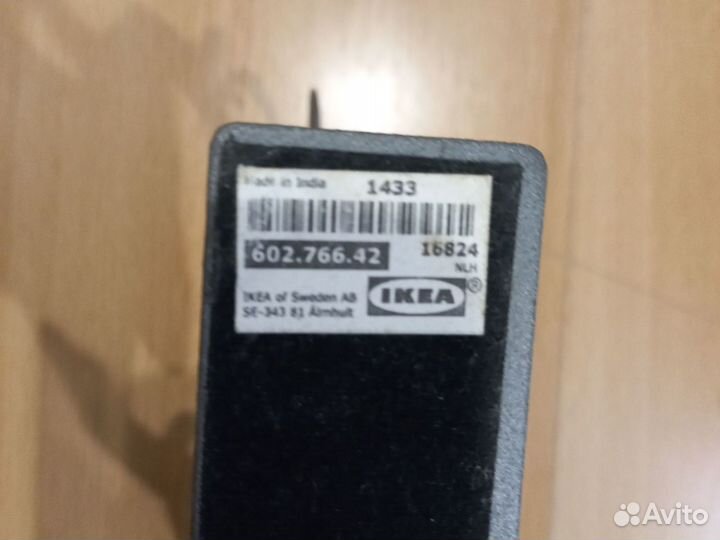 Made in India 1433
602.766.42 16824
NLH
IKEA of Sweden AB
SE-343 81 Älmhult
IKEA®
Avito